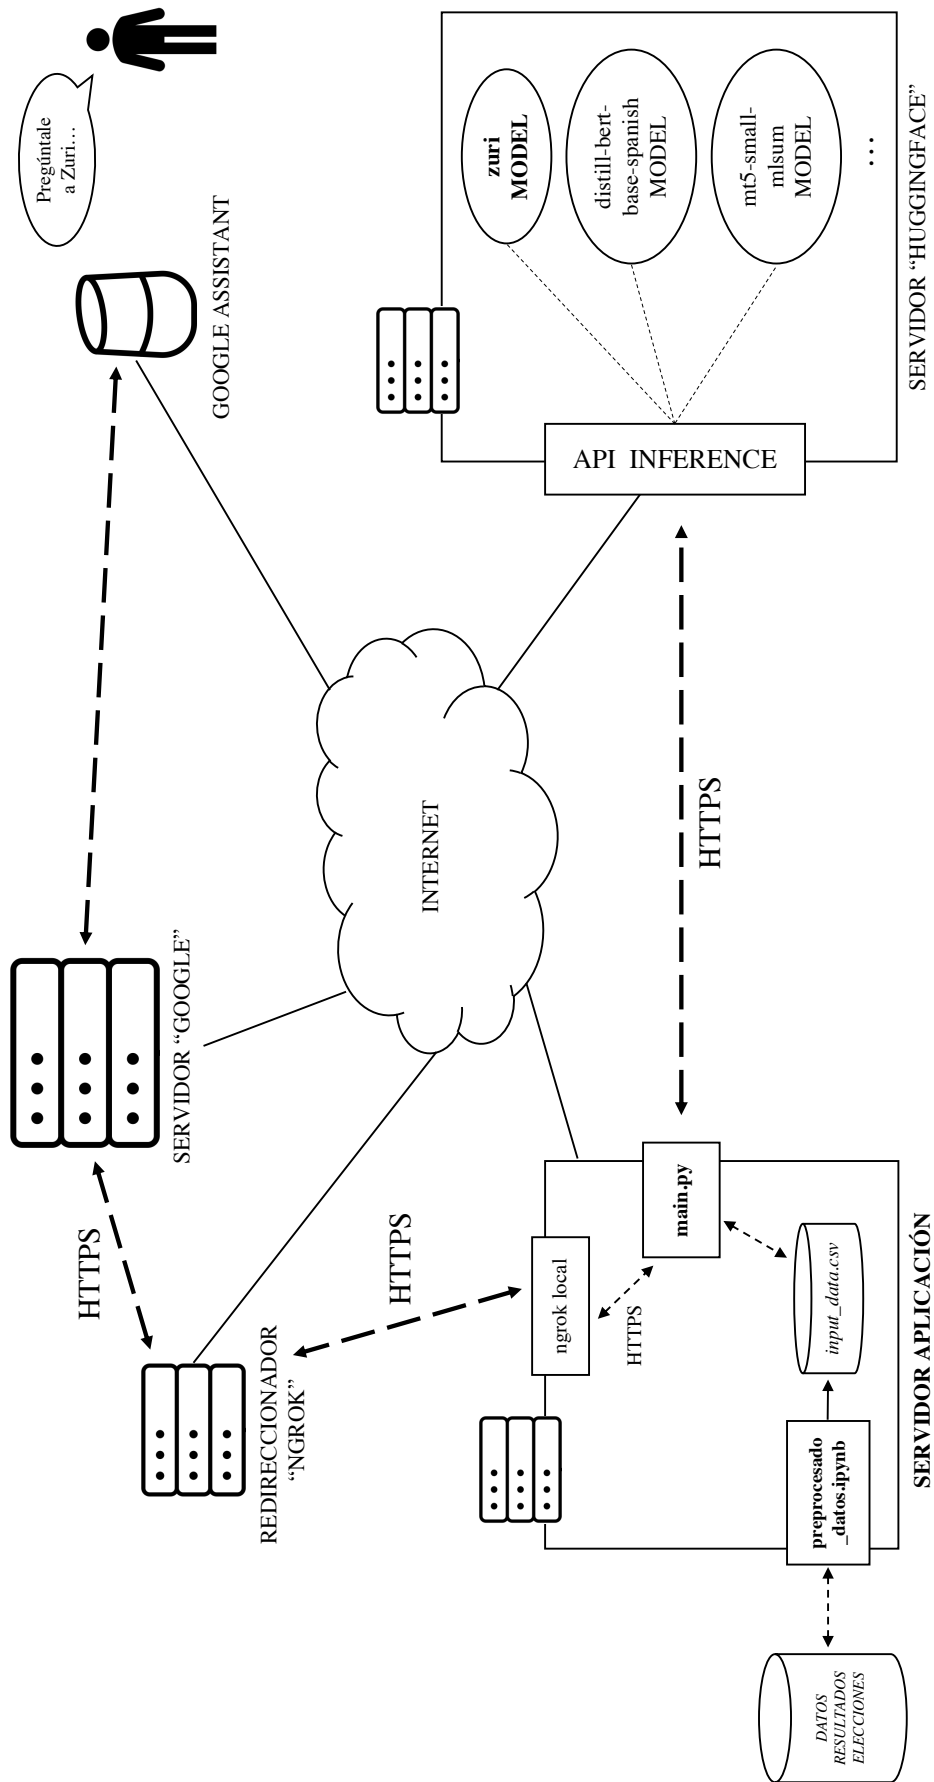 Pregúntale
a Zuri…
GOOGLE ASSISTANT
SERVIDOR “GOOGLE”
HTTPS
REDIRECCIONADOR
“NGROK”
HTTPS
INTERNET
zuri
MODEL
distill-bert-
base-spanish
MODEL
mt5-small-
mlsum
MODEL
…
API INFERENCE
SERVIDOR “HUGGINGFACE”
HTTPS
ngrok local
HTTPS
main.py
input_data.csv
preprocesado
_datos.ipynb
SERVIDOR APLICACIÓN
DATOS
RESULTADOS
ELECCIONES